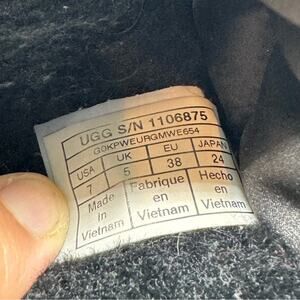 UGG S/N 1106875
G0KPWEURGMWE654
USA UK EU JAPAN
7 5 38 24
Made Fabrique Hecho
in en en
Vietnam Vietnam Vietnam